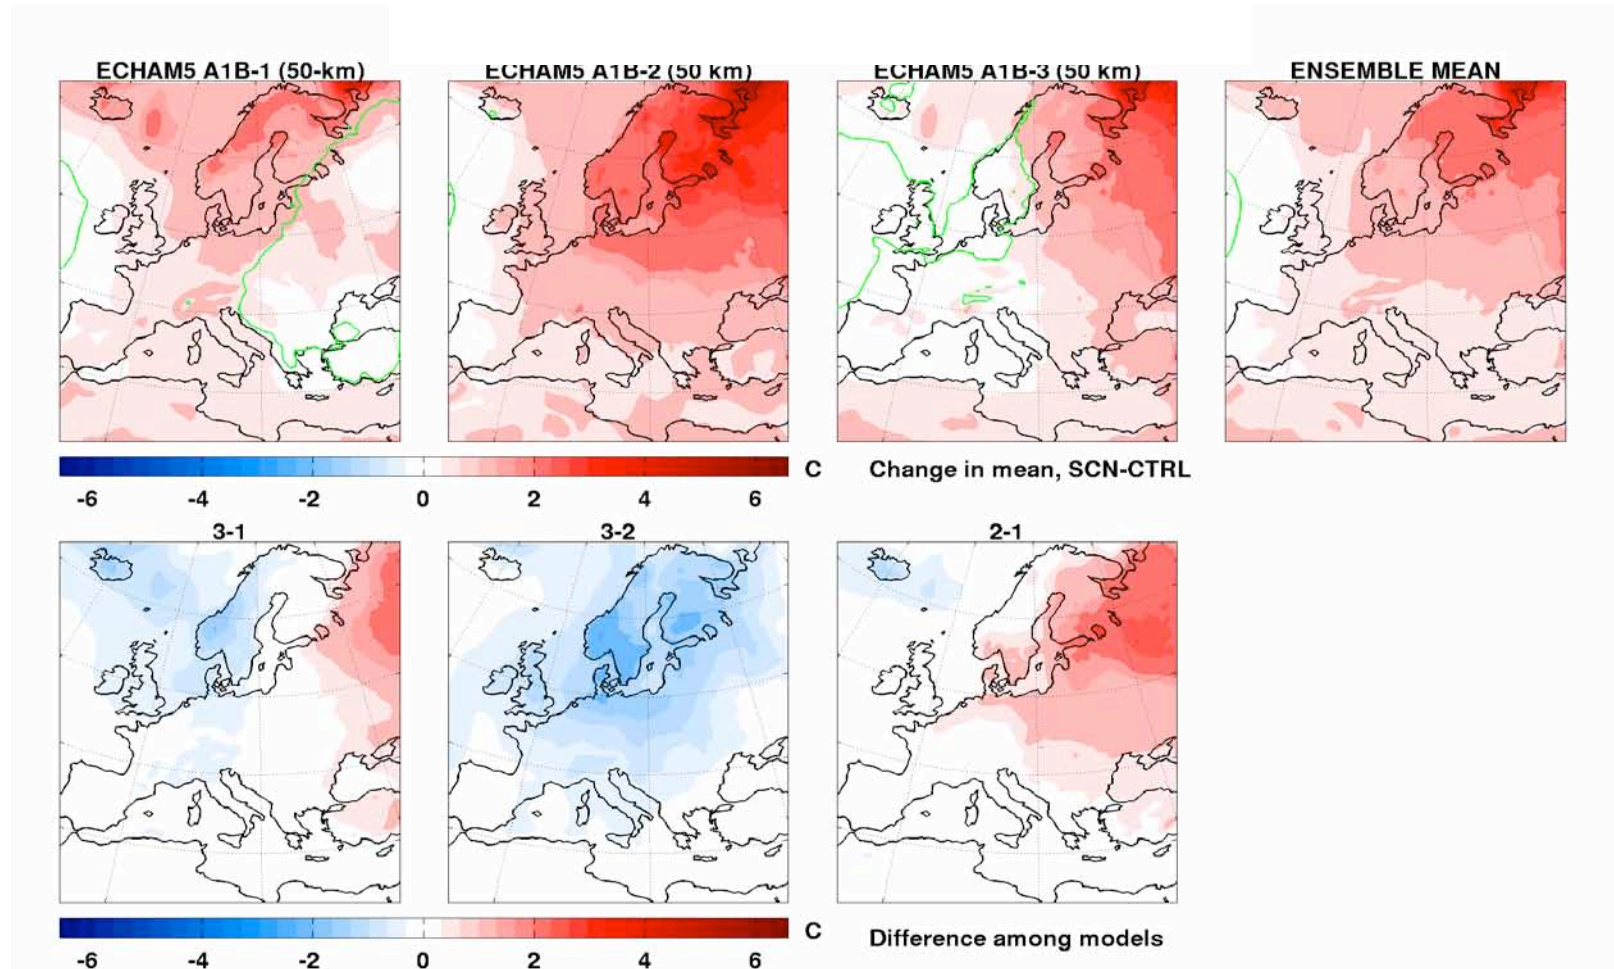 ECHAM5 A1B-1 (50-km)
ECHAM5 A1B-2 (50 km)
ECHAM5 A1B-3 (50 km)
ENSEMBLE MEAN
C
Change in mean, SCN-CTRL
-6 -4 -2 0 2 4 6
3-1
3-2
2-1
C
Difference among models
-6 -4 -2 0 2 4 6